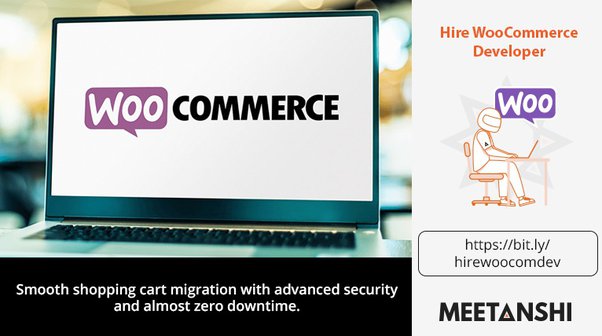 WOO COMMERCE
Smooth shopping cart migration with advanced security
and almost zero downtime.
Hire WooCommerce
Developer
WOO
https://bit.ly/
hirewoocomdev
MEETANSHI